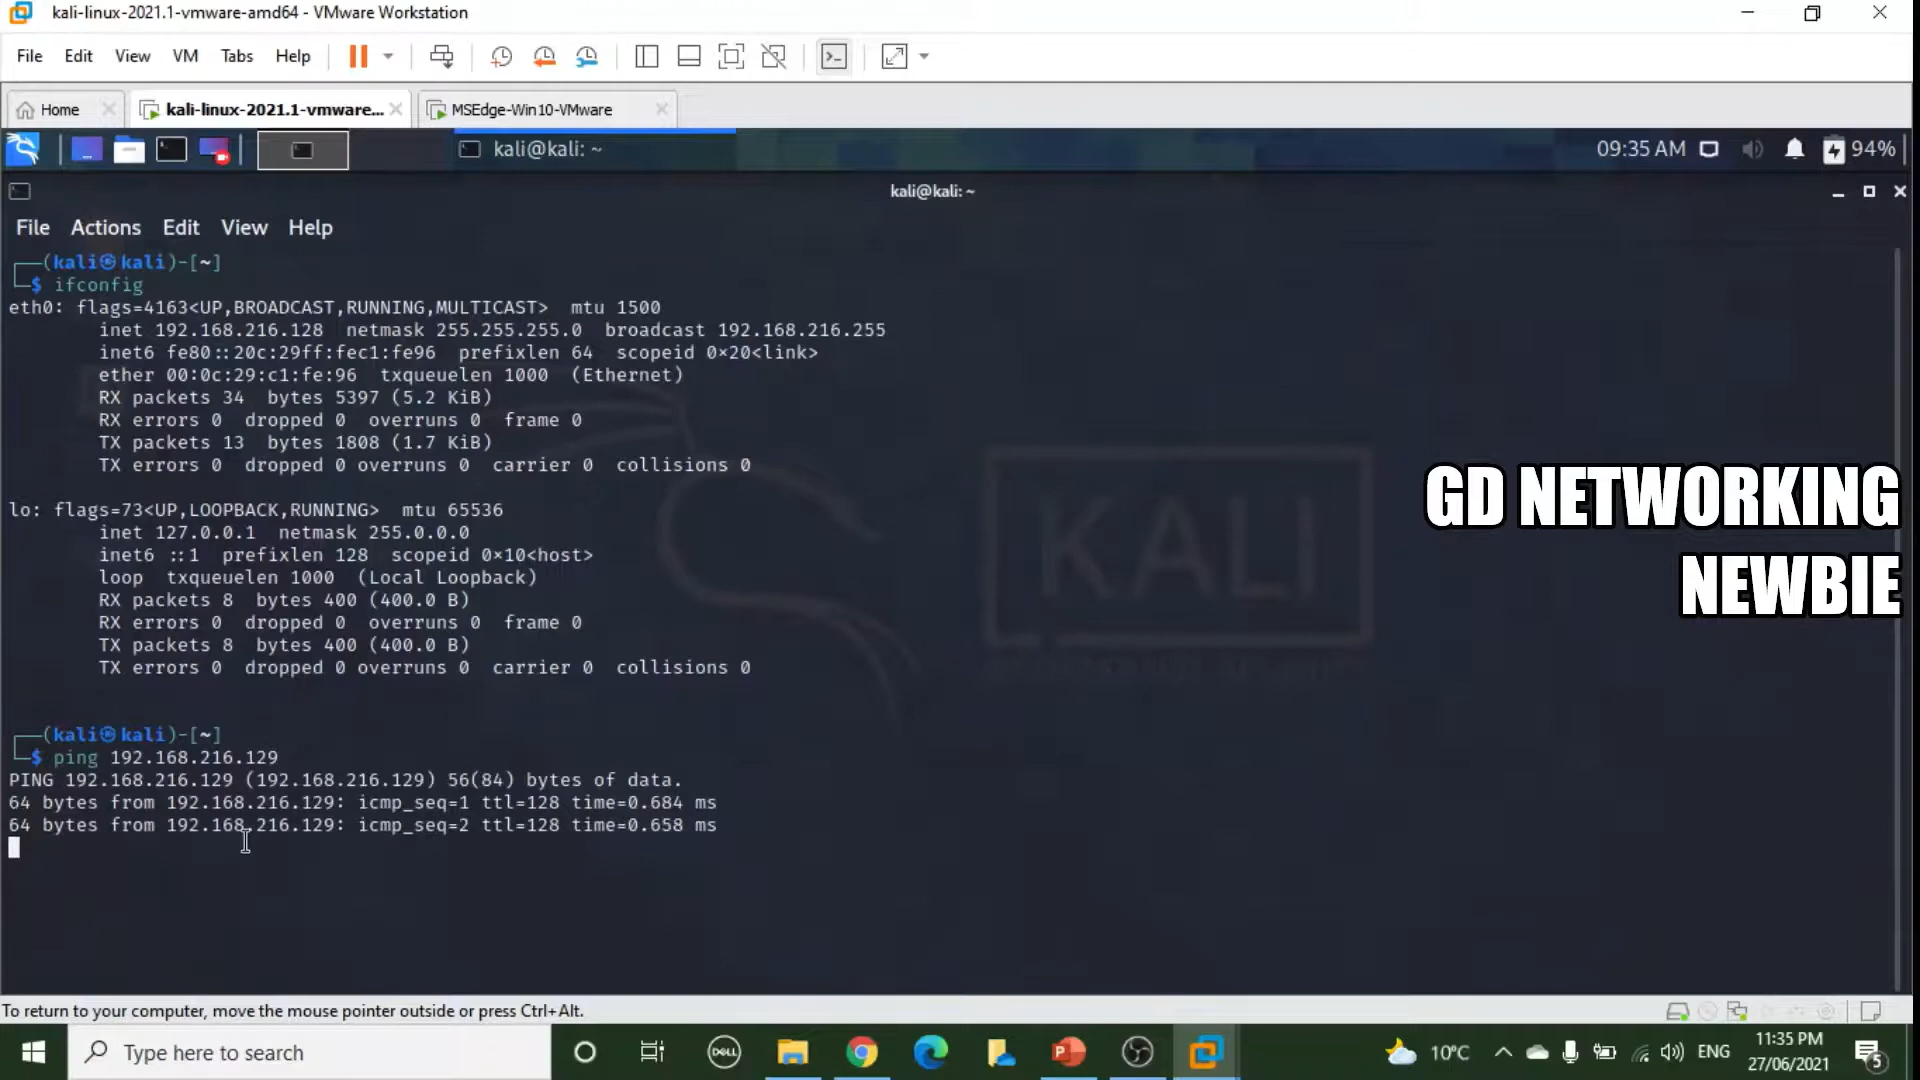 kali-linux-2021.1-vmware-amd64 - VMware Workstation
File Edit View VM Tabs Help
Home kali-linux-2021.1-vmware... MSEdge-Win10-VMware
kali@kali: ~ 09:35 AM 94%
kali@kali: ~
File Actions Edit View Help
(kali㉿kali)-[~]
$ ifconfig
eth0: flags=4163<UP,BROADCAST,RUNNING,MULTICAST>  mtu 1500
inet 192.168.216.128  netmask 255.255.255.0  broadcast 192.168.216.255
inet6 fe80::20c:29ff:fec1:fe96  prefixlen 64  scopeid 0×20<link>
ether 00:0c:29:c1:fe:96  txqueuelen 1000  (Ethernet)
RX packets 34  bytes 5397 (5.2 KiB)
RX errors 0  dropped 0  overruns 0  frame 0
TX packets 13  bytes 1808 (1.7 KiB)
TX errors 0  dropped 0 overruns 0  carrier 0  collisions 0
lo: flags=73<UP,LOOPBACK,RUNNING>  mtu 65536
inet 127.0.0.1  netmask 255.0.0.0
inet6 ::1  prefixlen 128  scopeid 0×10<host>
loop  txqueuelen 1000  (Local Loopback)
RX packets 8  bytes 400 (400.0 B)
RX errors 0  dropped 0  overruns 0  frame 0
TX packets 8  bytes 400 (400.0 B)
TX errors 0  dropped 0 overruns 0  carrier 0  collisions 0
KALI
GD NETWORKING
NEWBIE
(kali㉿kali)-[~]
$ ping 192.168.216.129
PING 192.168.216.129 (192.168.216.129) 56(84) bytes of data.
64 bytes from 192.168.216.129: icmp_seq=1 ttl=128 time=0.684 ms
64 bytes from 192.168.216.129: icmp_seq=2 ttl=128 time=0.658 ms
To return to your computer, move the mouse pointer outside or press Ctrl+Alt.
Type here to search
DELL
10°C ENG
11:35 PM
27/06/2021
5